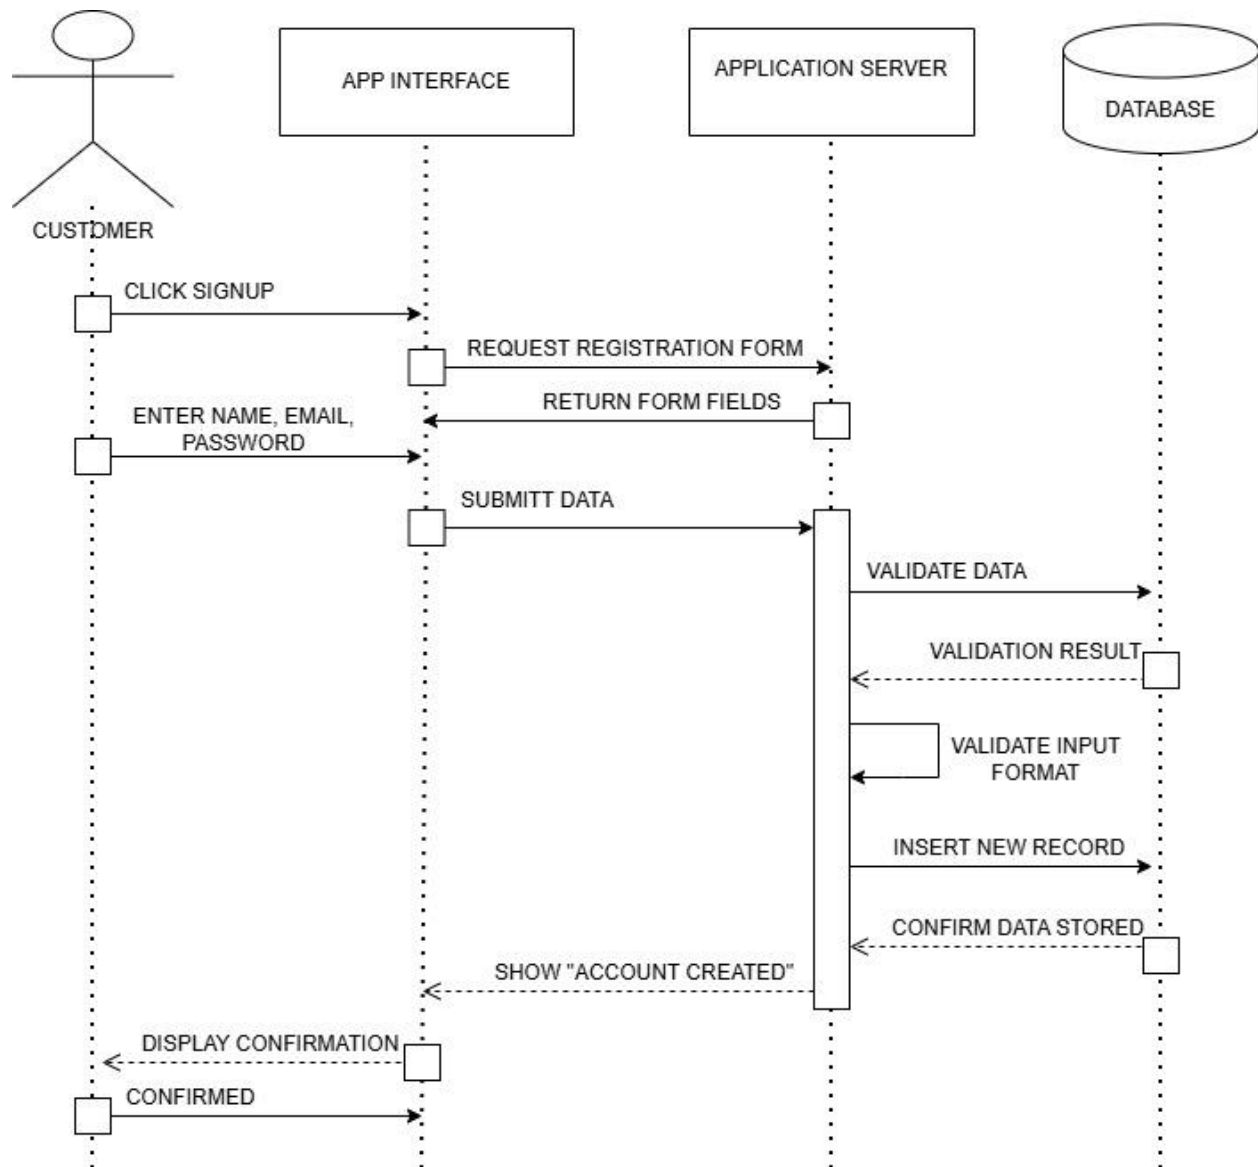 APP INTERFACE
APPLICATION SERVER
DATABASE
CUSTOMER
CLICK SIGNUP
REQUEST REGISTRATION FORM
RETURN FORM FIELDS
ENTER NAME, EMAIL,
PASSWORD
SUBMITT DATA
VALIDATE DATA
VALIDATION RESULT
VALIDATE INPUT
FORMAT
INSERT NEW RECORD
CONFIRM DATA STORED
SHOW "ACCOUNT CREATED"
DISPLAY CONFIRMATION
CONFIRMED